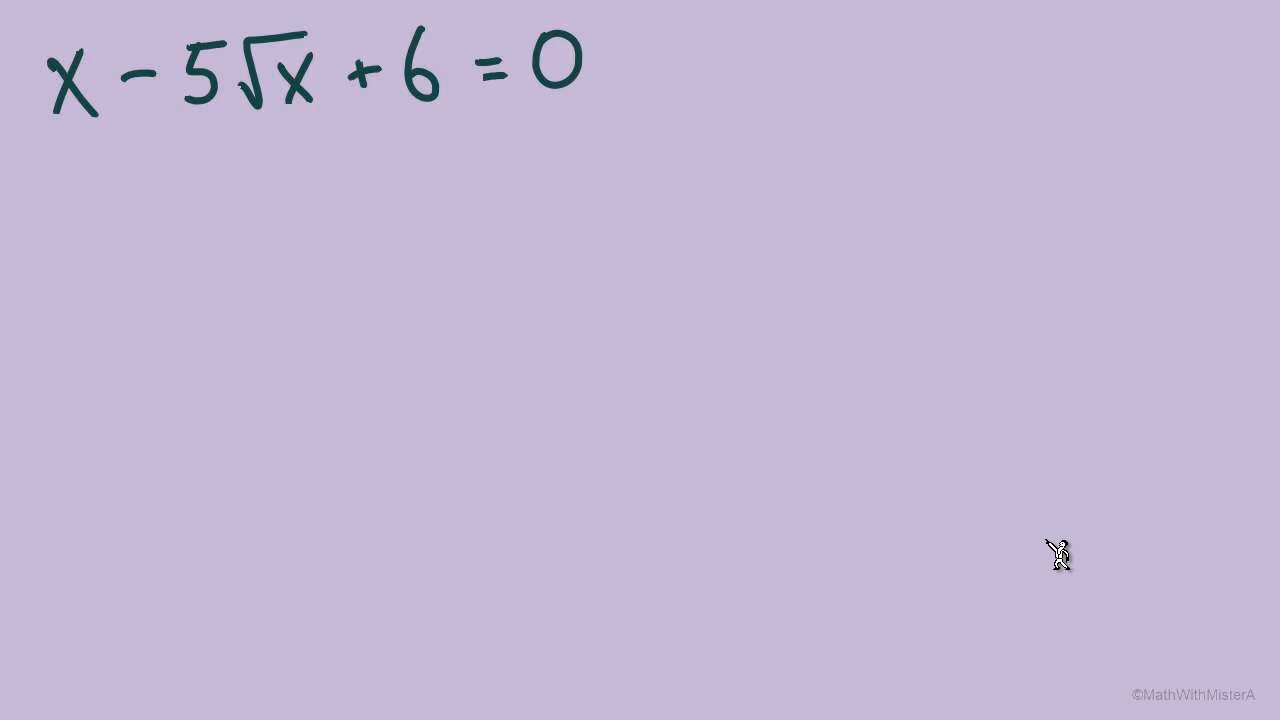 x - 5√x + 6 = 0
©MathWithMisterA